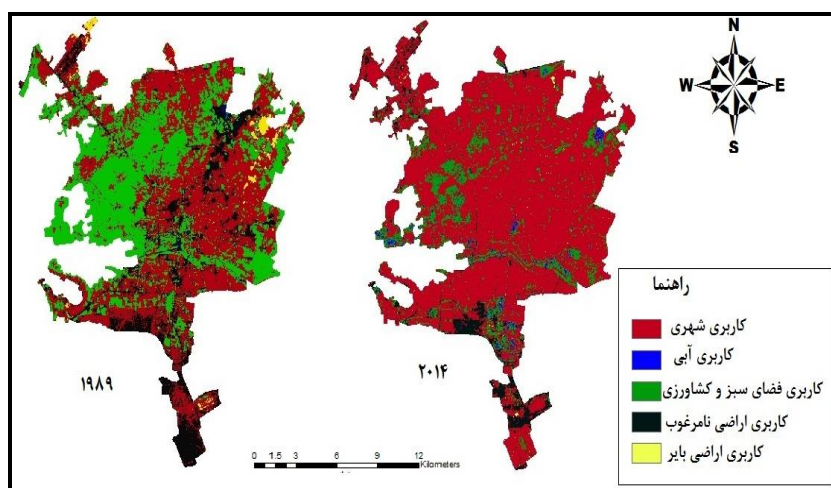 N
W E
S
۱۹۸۹
۲۰۱۴
راهنما
کاربری شهری
کاربری آبی
کاربری فضای سبز و کشاورزی
کاربری اراضی نامرغوب
کاربری اراضی بایر
0 1.5 3 6 9 12
Kilometers